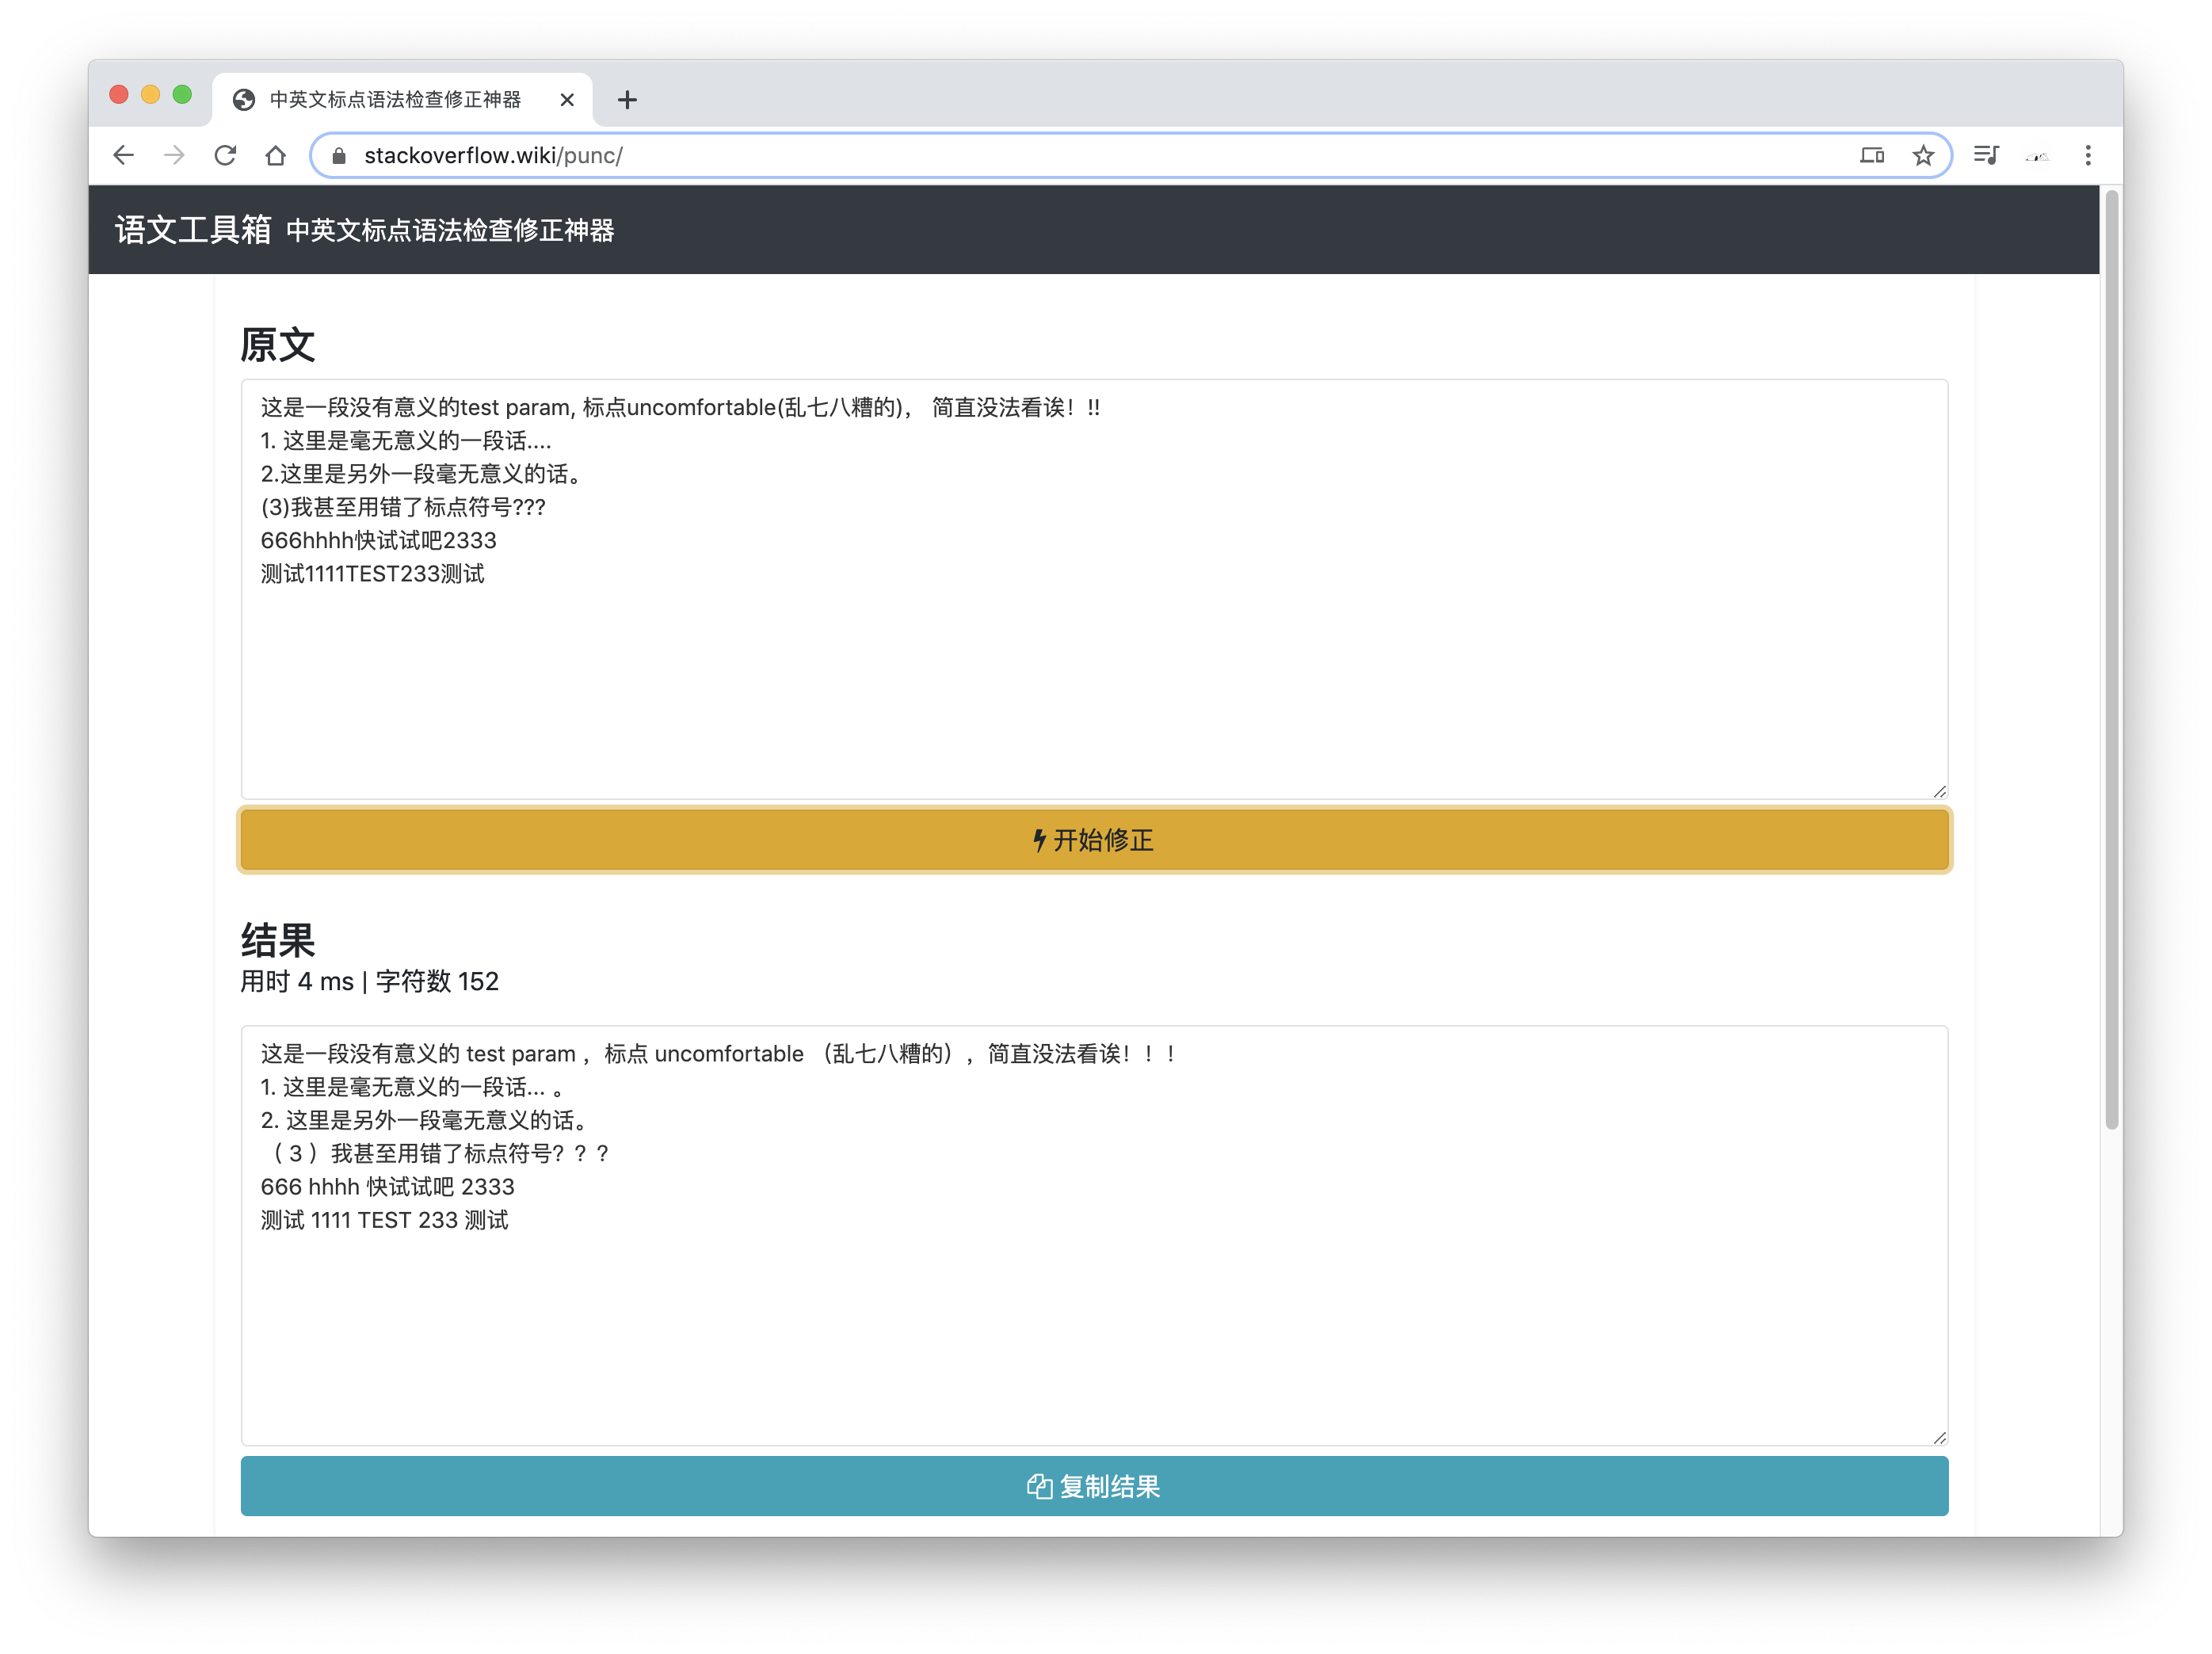 中英文标点语法检查修正神器
stackoverflow.wiki/punc/
语文工具箱 中英文标点语法检查修正神器
原文
这是一段没有意义的test param, 标点uncomfortable(乱七八糟的)， 简直没法看诶！!!
1. 这里是毫无意义的一段话....
2.这里是另外一段毫无意义的话。
(3)我甚至用错了标点符号???
666hhhh快试试吧2333
测试1111TEST233测试
开始修正
结果
用时 4 ms | 字符数 152
这是一段没有意义的 test param ，标点 uncomfortable （乱七八糟的），简直没法看诶！！！
1. 这里是毫无意义的一段话... 。
2. 这里是另外一段毫无意义的话。
（ 3 ）我甚至用错了标点符号？？？
666 hhhh 快试试吧 2333
测试 1111 TEST 233 测试
复制结果